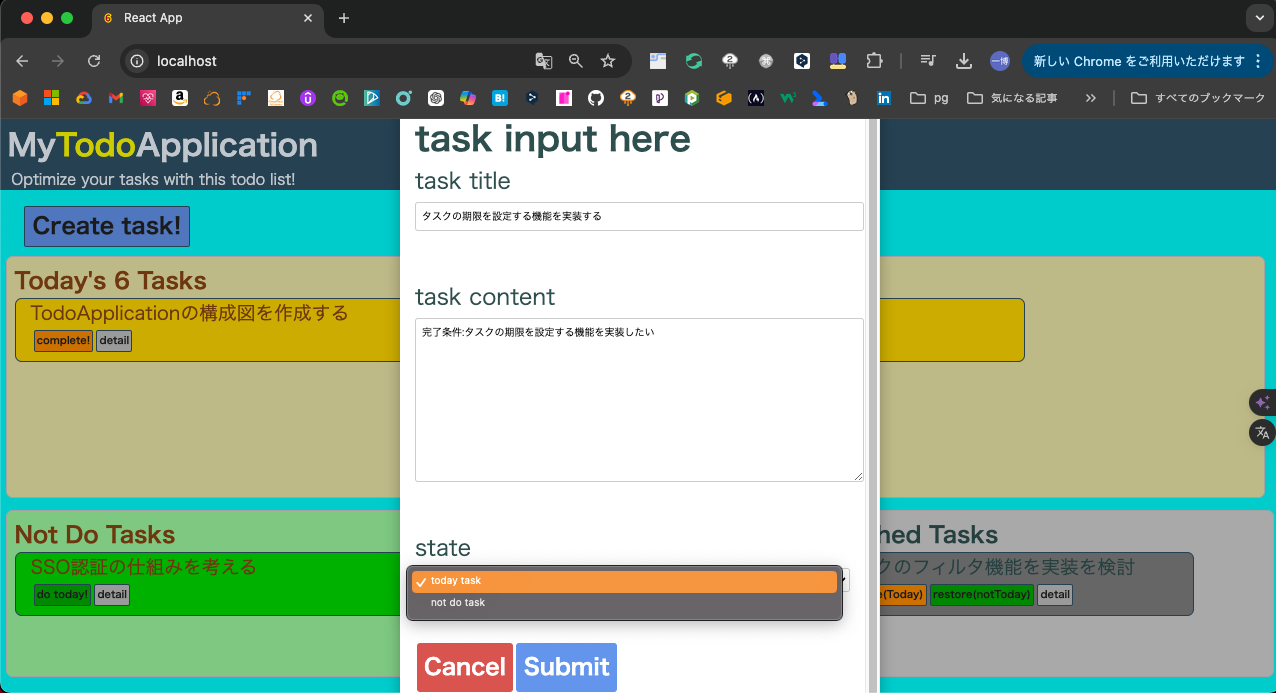 React App
localhost
新しい Chrome をご利用いただけます
pg
気になる記事
すべてのブックマーク
MyTodoApplication
Optimize your tasks with this todo list!
Create task!
Today's 6 Tasks
TodoApplicationの構成図を作成する
complete! detail
Not Do Tasks
SSO認証の仕組みを考える
do today! detail
task input here
task title
タスクの期限を設定する機能を実装する
task content
完了条件:タスクの期限を設定する機能を実装したい
state
today task
not do task
Cancel Submit
hed Tasks
クのフィルタ機能を実装を検討
(Today) restore(notToday) detail